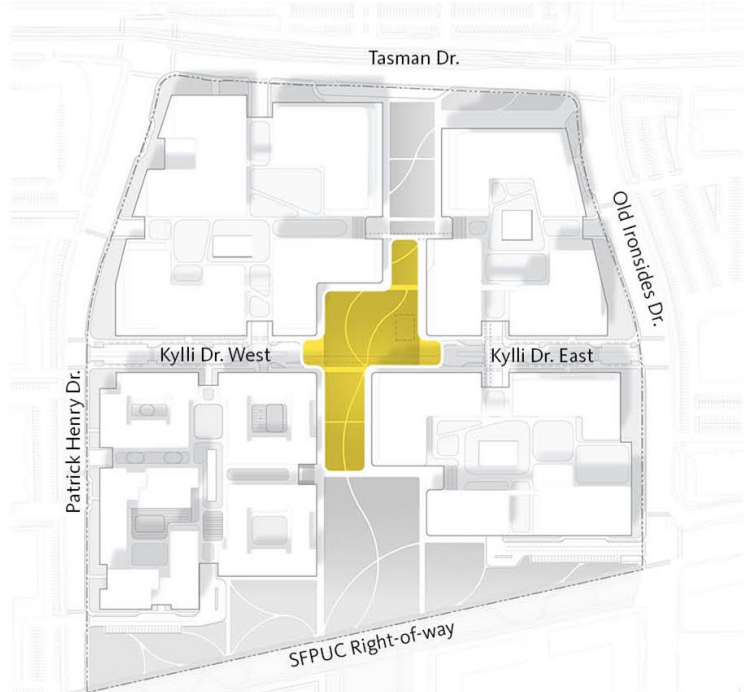 Tasman Dr.
Old Ironsides Dr.
Kylli Dr. West
Kylli Dr. East
Patrick Henry Dr.
SFPUC Right-of-way